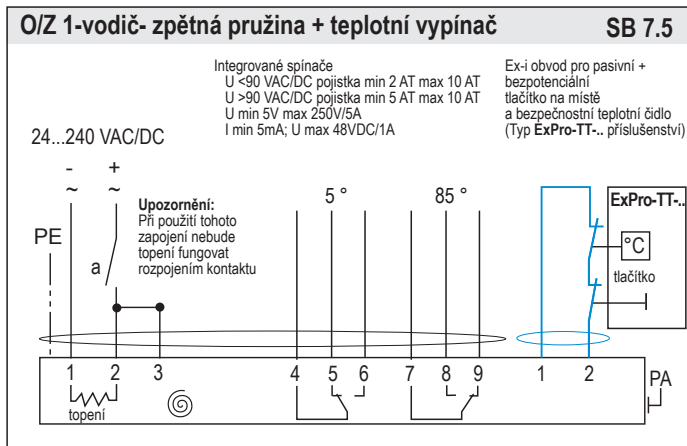 O/Z 1-vodič- zpětná pružina + teplotní vypínač
SB 7.5
Integrované spínače
U <90 VAC/DC pojistka min 2 AT max 10 AT
U >90 VAC/DC pojistka min 5 AT max 10 AT
U min 5V max 250V/5A
I min 5mA; U max 48VDC/1A
Ex-i obvod pro pasivní +
bezpotenciální
tlačítko na místě
a bezpečnostní teplotní čidlo
(Typ ExPro-TT-.. příslušenství)
24...240 VAC/DC
- +
~ ~
Upozornění:
Při použití tohoto
zapojení nebude
topení fungovat
rozpojením kontaktu
5 °
85 °
ExPro-TT-..
PE
a
°C
tlačítko
1 2 3 4 5 6 7 8 9 1 2
PA
topení